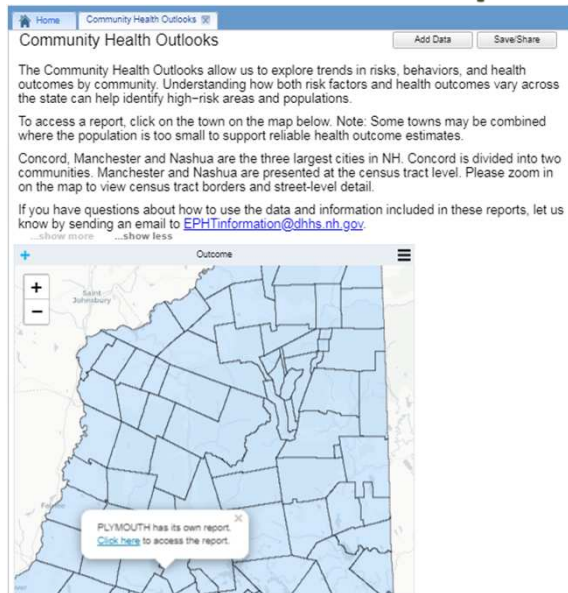 Home
Community Health Outlooks
Community Health Outlooks
Add Data
Save/Share
The Community Health Outlooks allow us to explore trends in risks, behaviors, and health
outcomes by community. Understanding how both risk factors and health outcomes vary across
the state can help identify high-risk areas and populations.
To access a report, click on the town on the map below. Note: Some towns may be combined
where the population is too small to support reliable health outcome estimates.
Concord, Manchester and Nashua are the three largest cities in NH. Concord is divided into two
communities. Manchester and Nashua are presented at the census tract level. Please zoom in
on the map to view census tract borders and street-level detail.
If you have questions about how to use the data and information included in these reports, let us
know by sending an email to EPHTinformation@dhhs.nh.gov.
...show more ...show less
+ Outcome
+
Saint
Johnsbury
−
PLYMOUTH has its own report.
Click here to access the report.